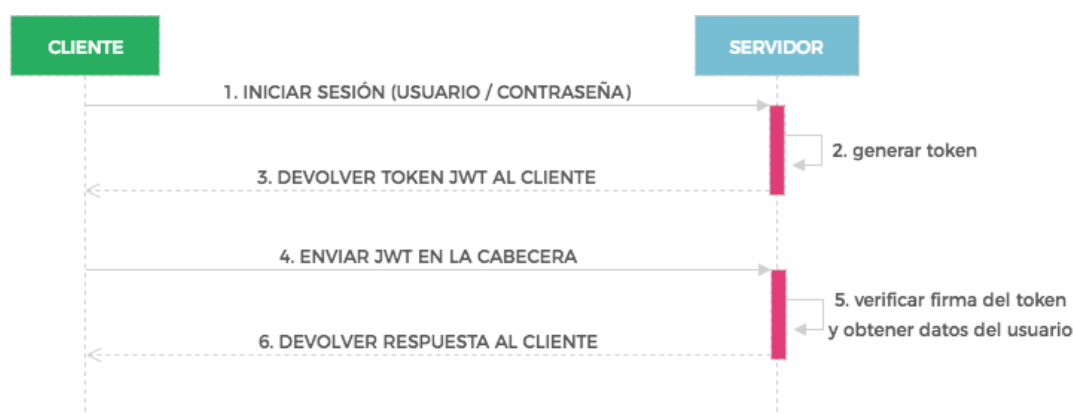 CLIENTE
SERVIDOR
1. INICIAR SESIÓN (USUARIO / CONTRASEÑA)
2. generar token
3. DEVOLVER TOKEN JWT AL CLIENTE
4. ENVIAR JWT EN LA CABECERA
5. verificar firma del token
y obtener datos del usuario
6. DEVOLVER RESPUESTA AL CLIENTE